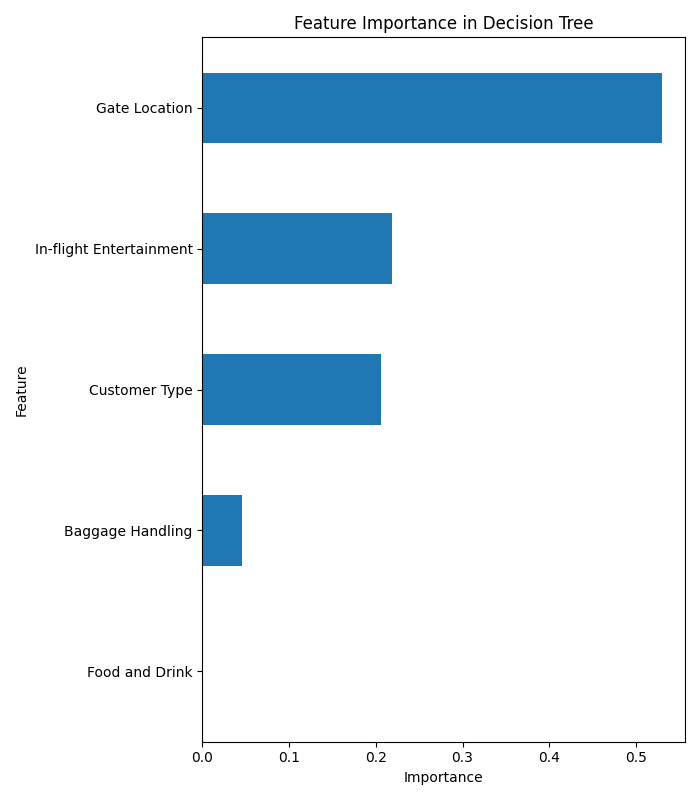 Feature Importance in Decision Tree
Gate Location
In-flight Entertainment
Customer Type
Baggage Handling
Food and Drink
Feature
0.0 0.1 0.2 0.3 0.4 0.5
Importance